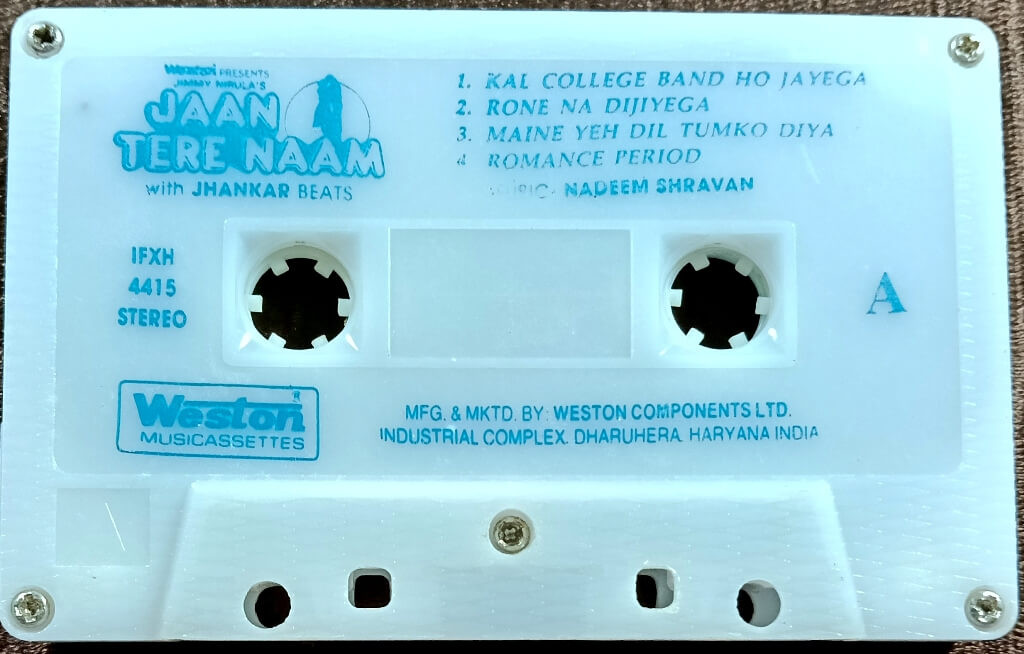 Weston PRESENTS
JIMMY NIRULA'S
JAAN
TERE NAAM
with JHANKAR BEATS
1. KAL COLLEGE BAND HO JAYEGA
2. RONE NA DIJIYEGA
3. MAINE YEH DIL TUMKO DIYA
4 ROMANCE PERIOD
NADEEM SHRAVAN
IFXH
4415
STEREO
A
Weston ®
MUSICASSETTES
MFG. & MKTD. BY: WESTON COMPONENTS LTD.
INDUSTRIAL COMPLEX. DHARUHERA. HARYANA INDIA